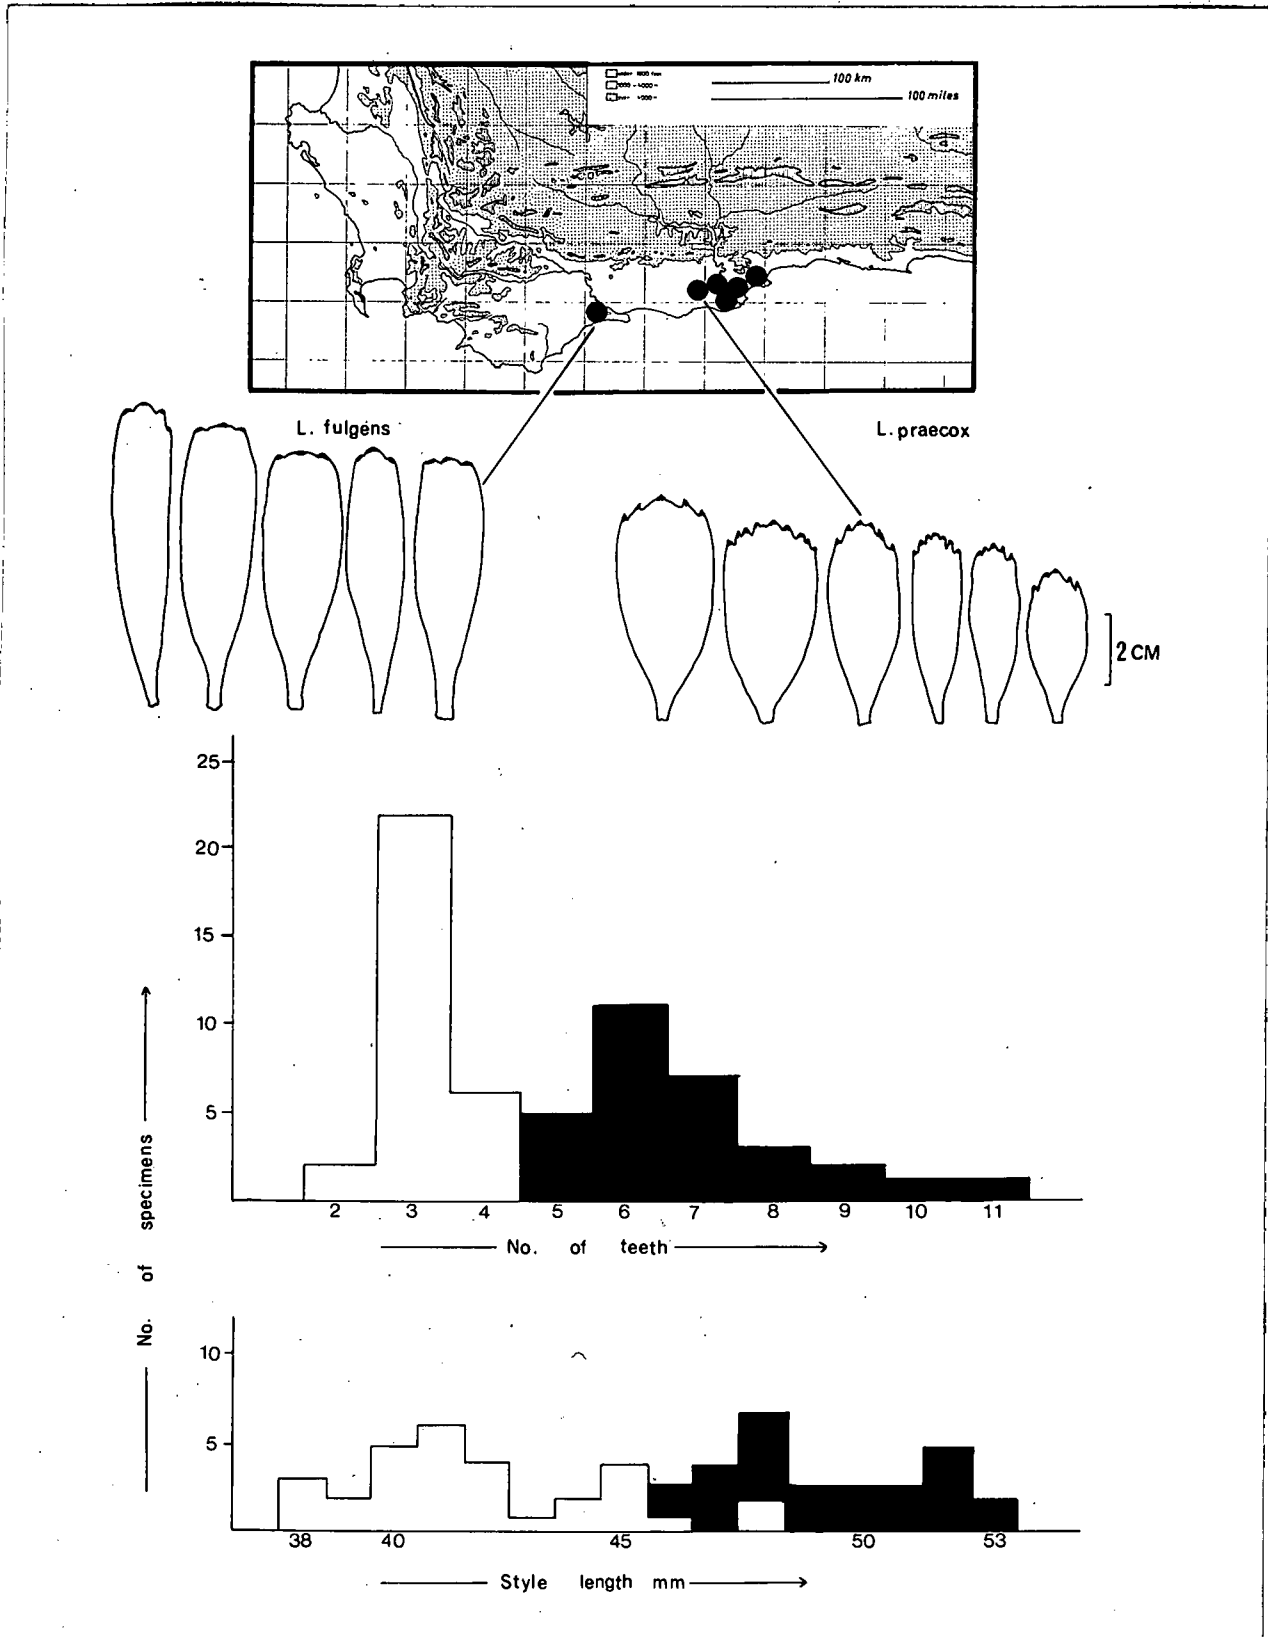 100 km
100 miles
L. fulgens
L. praecox
2 CM
25
20
15
10
5
2 3 4 5 6 7 8 9 10 11
No. of teeth
No. of specimens
10
5
38 40 45 50 53
Style length mm